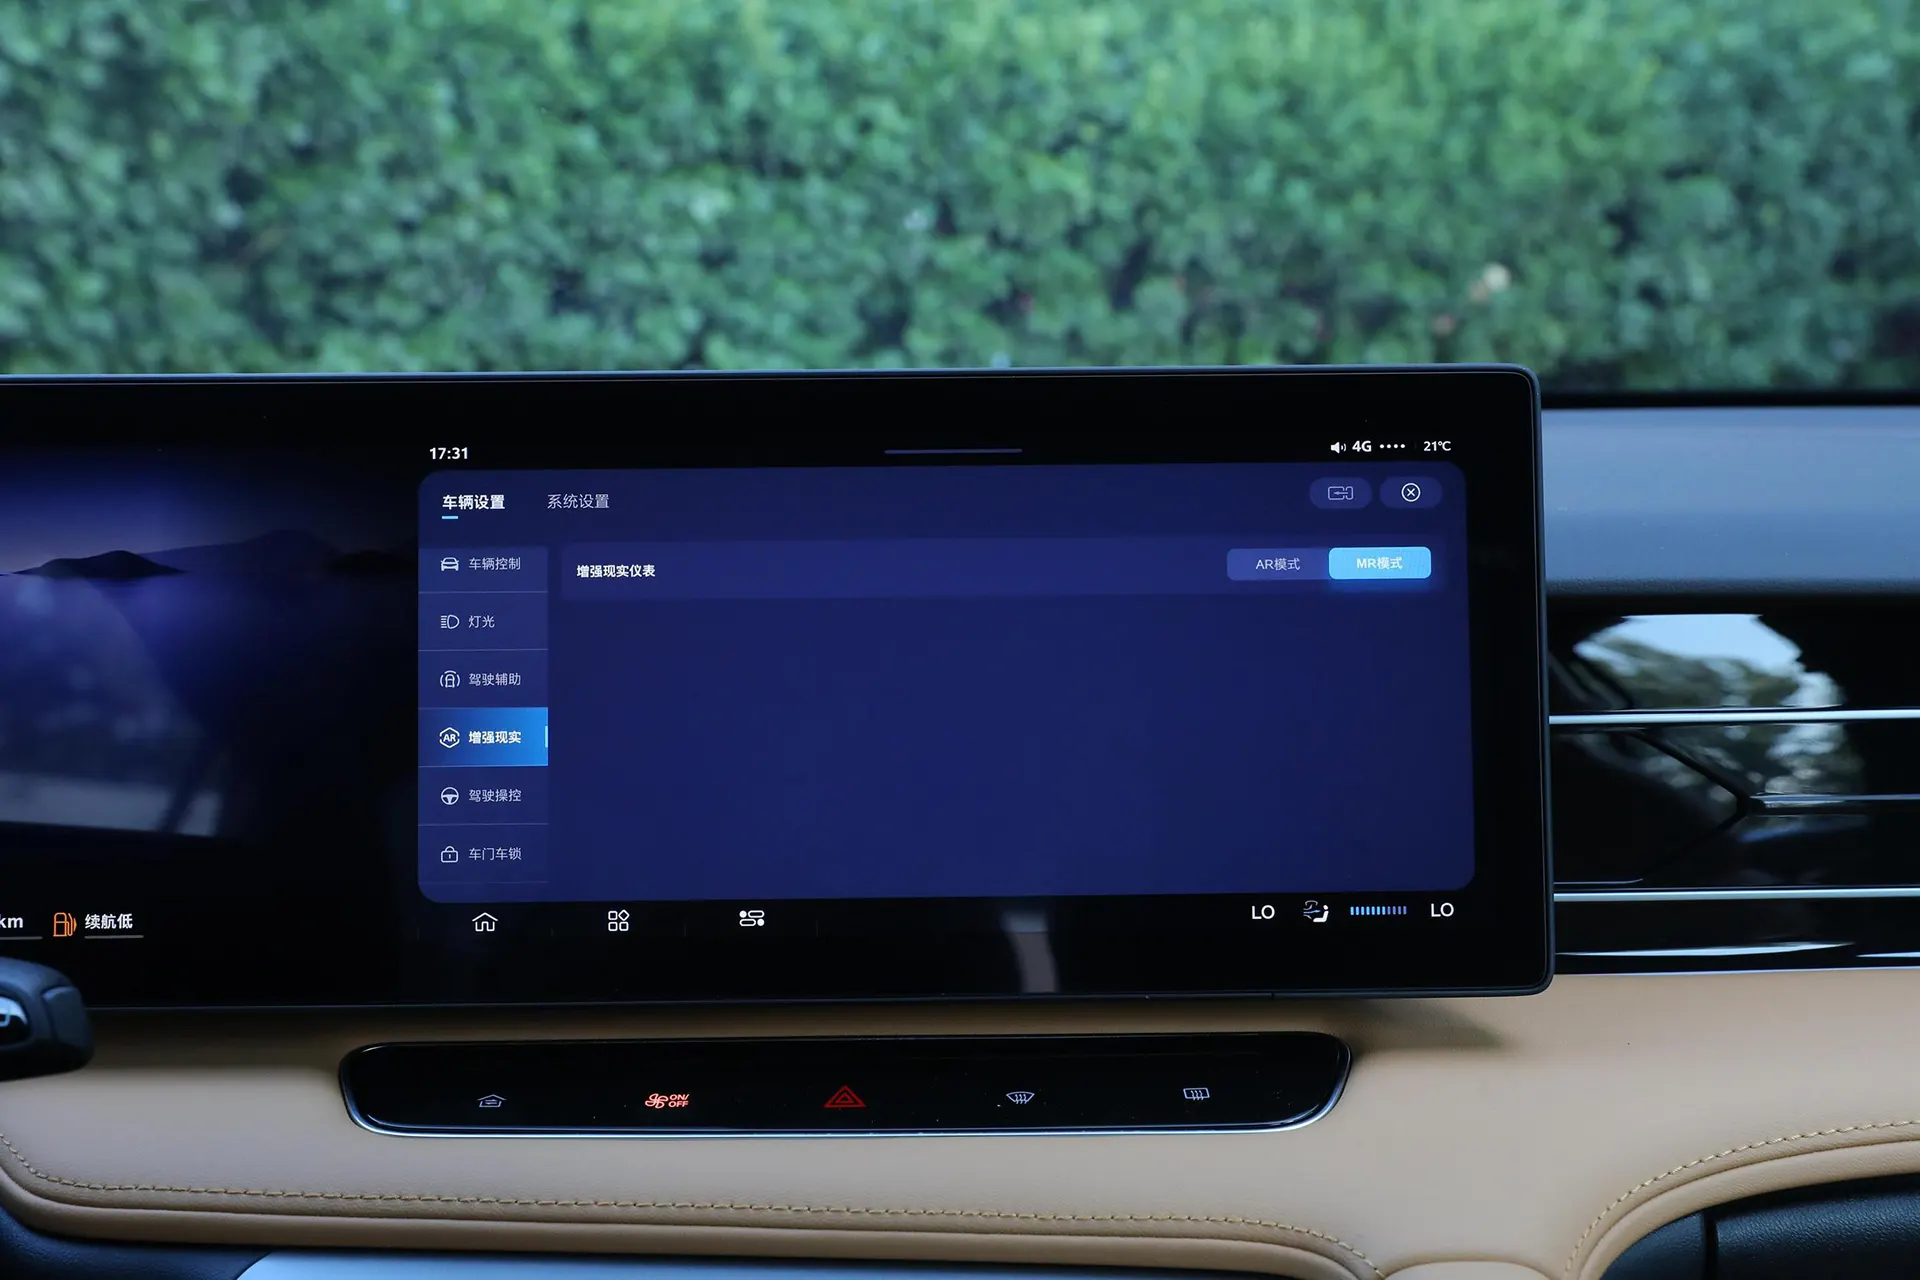 17:31
4G
21℃
车辆设置
系统设置
车辆控制
增强现实仪表
AR模式
MR模式
灯光
驾驶辅助
AR
增强现实
驾驶操控
车门车锁
km
续航低
LO
LO
ON/
OFF